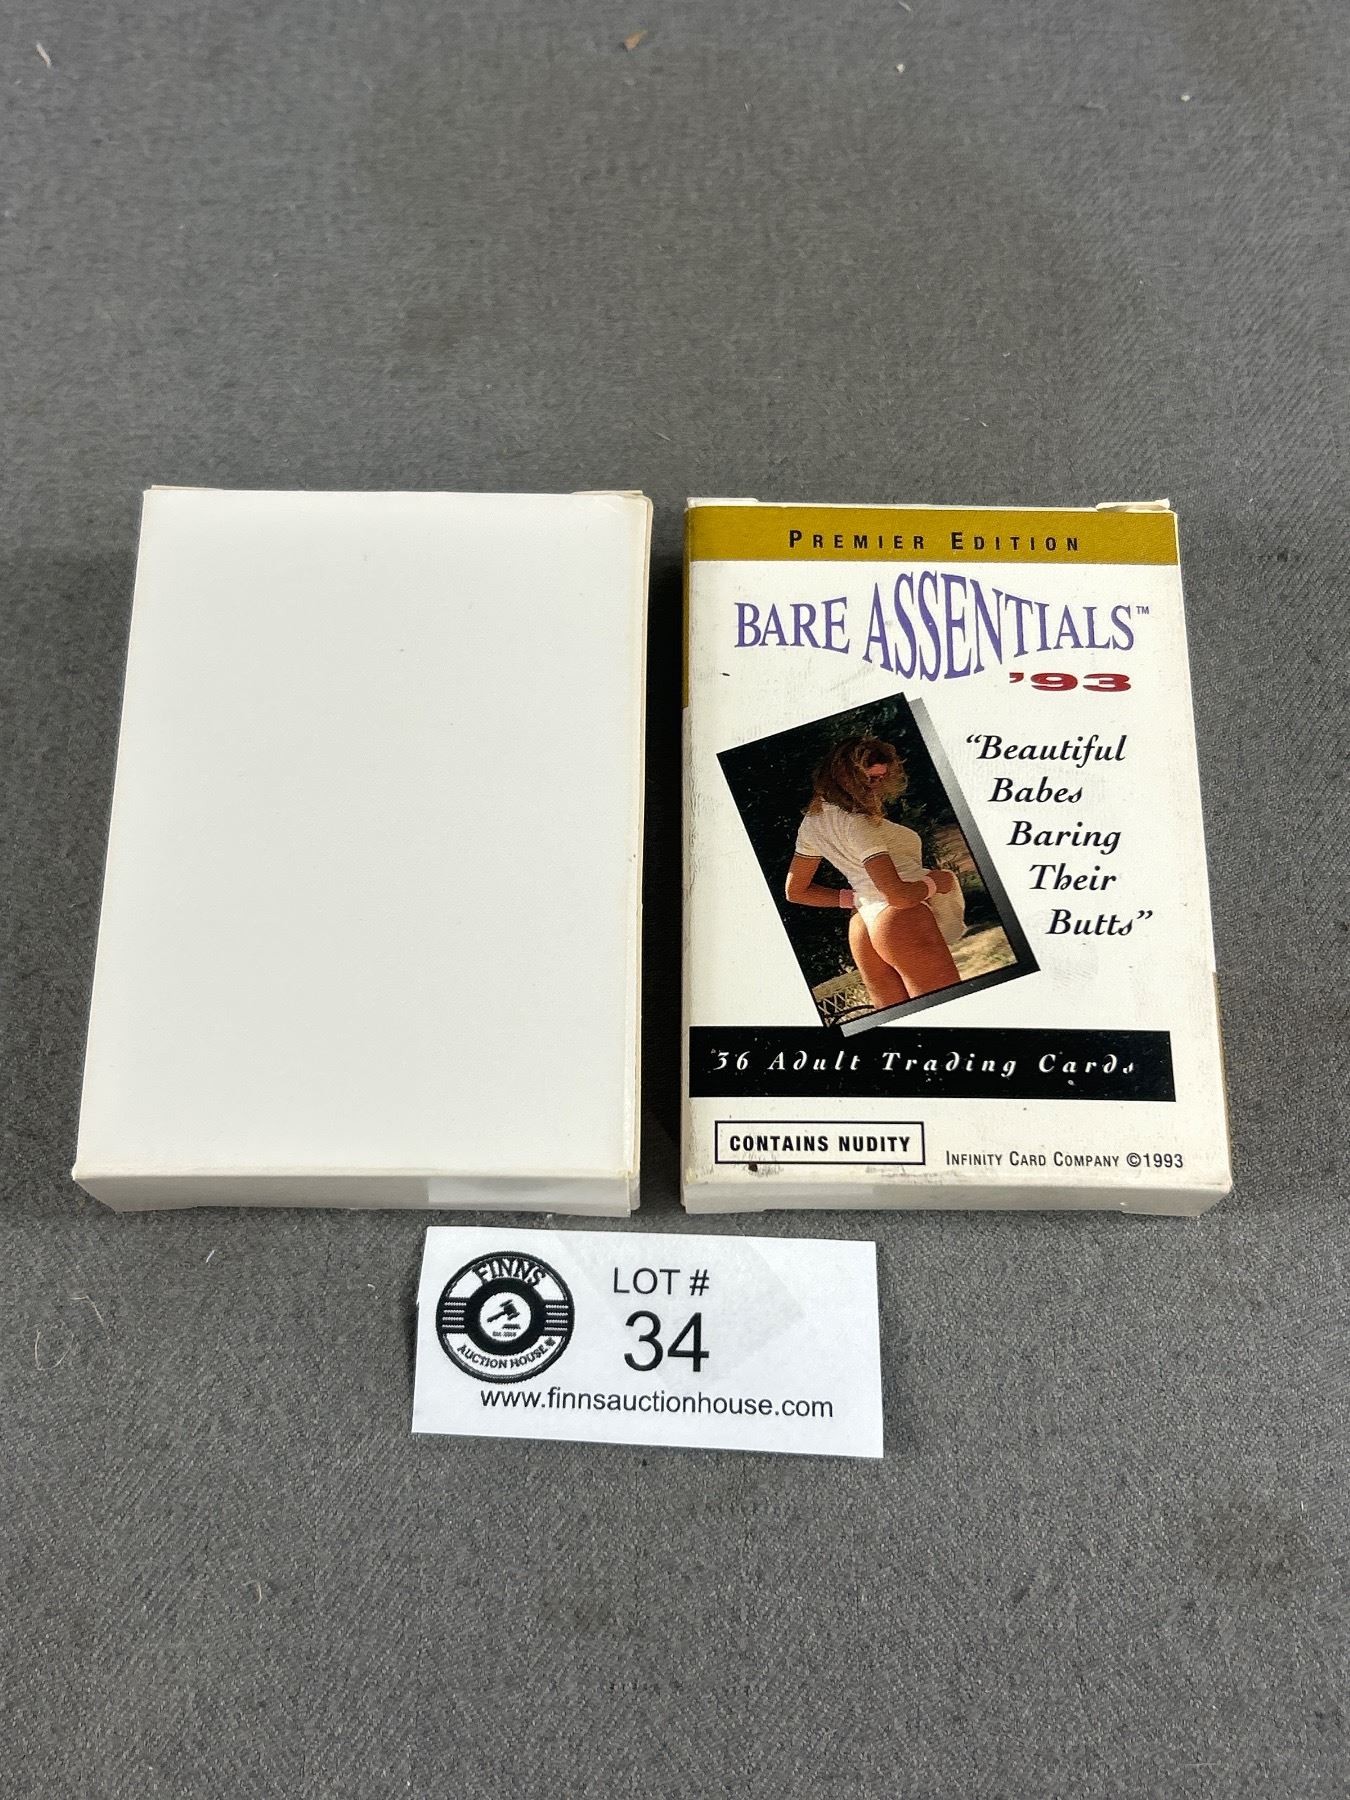 PREMIER EDITION
BARE ASSENTIALS™
'93
"Beautiful
Babes
Baring
Their
Butts"
36 Adult Trading Cards
CONTAINS NUDITY
INFINITY CARD COMPANY ©1993
FINNS
AUCTION HOUSE
LOT #
34
www.finnsauctionhouse.com